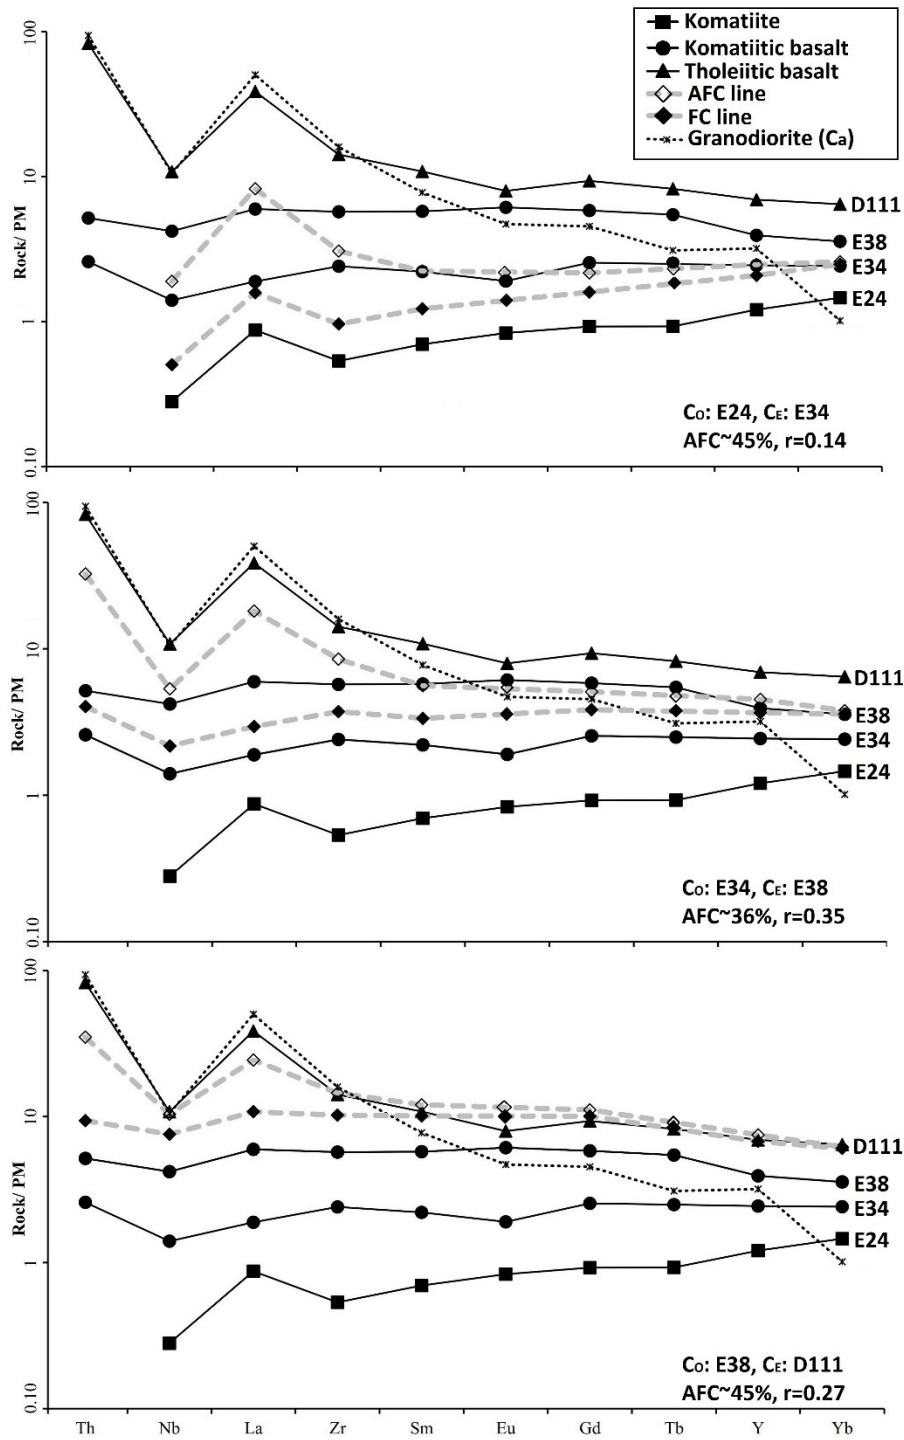 Komatiite
Komatiitic basalt
Tholeiitic basalt
AFC line
FC line
Granodiorite (Ca)
100
10
1
0.10
Rock/ PM
D111
E38
E34
E24
Co: E24, CE: E34
AFC~45%, r=0.14
100
10
1
0.10
Rock/ PM
D111
E38
E34
E24
Co: E34, CE: E38
AFC~36%, r=0.35
100
10
1
0.10
Rock/ PM
D111
E38
E34
E24
Co: E38, CE: D111
AFC~45%, r=0.27
Th Nb La Zr Sm Eu Gd Tb Y Yb